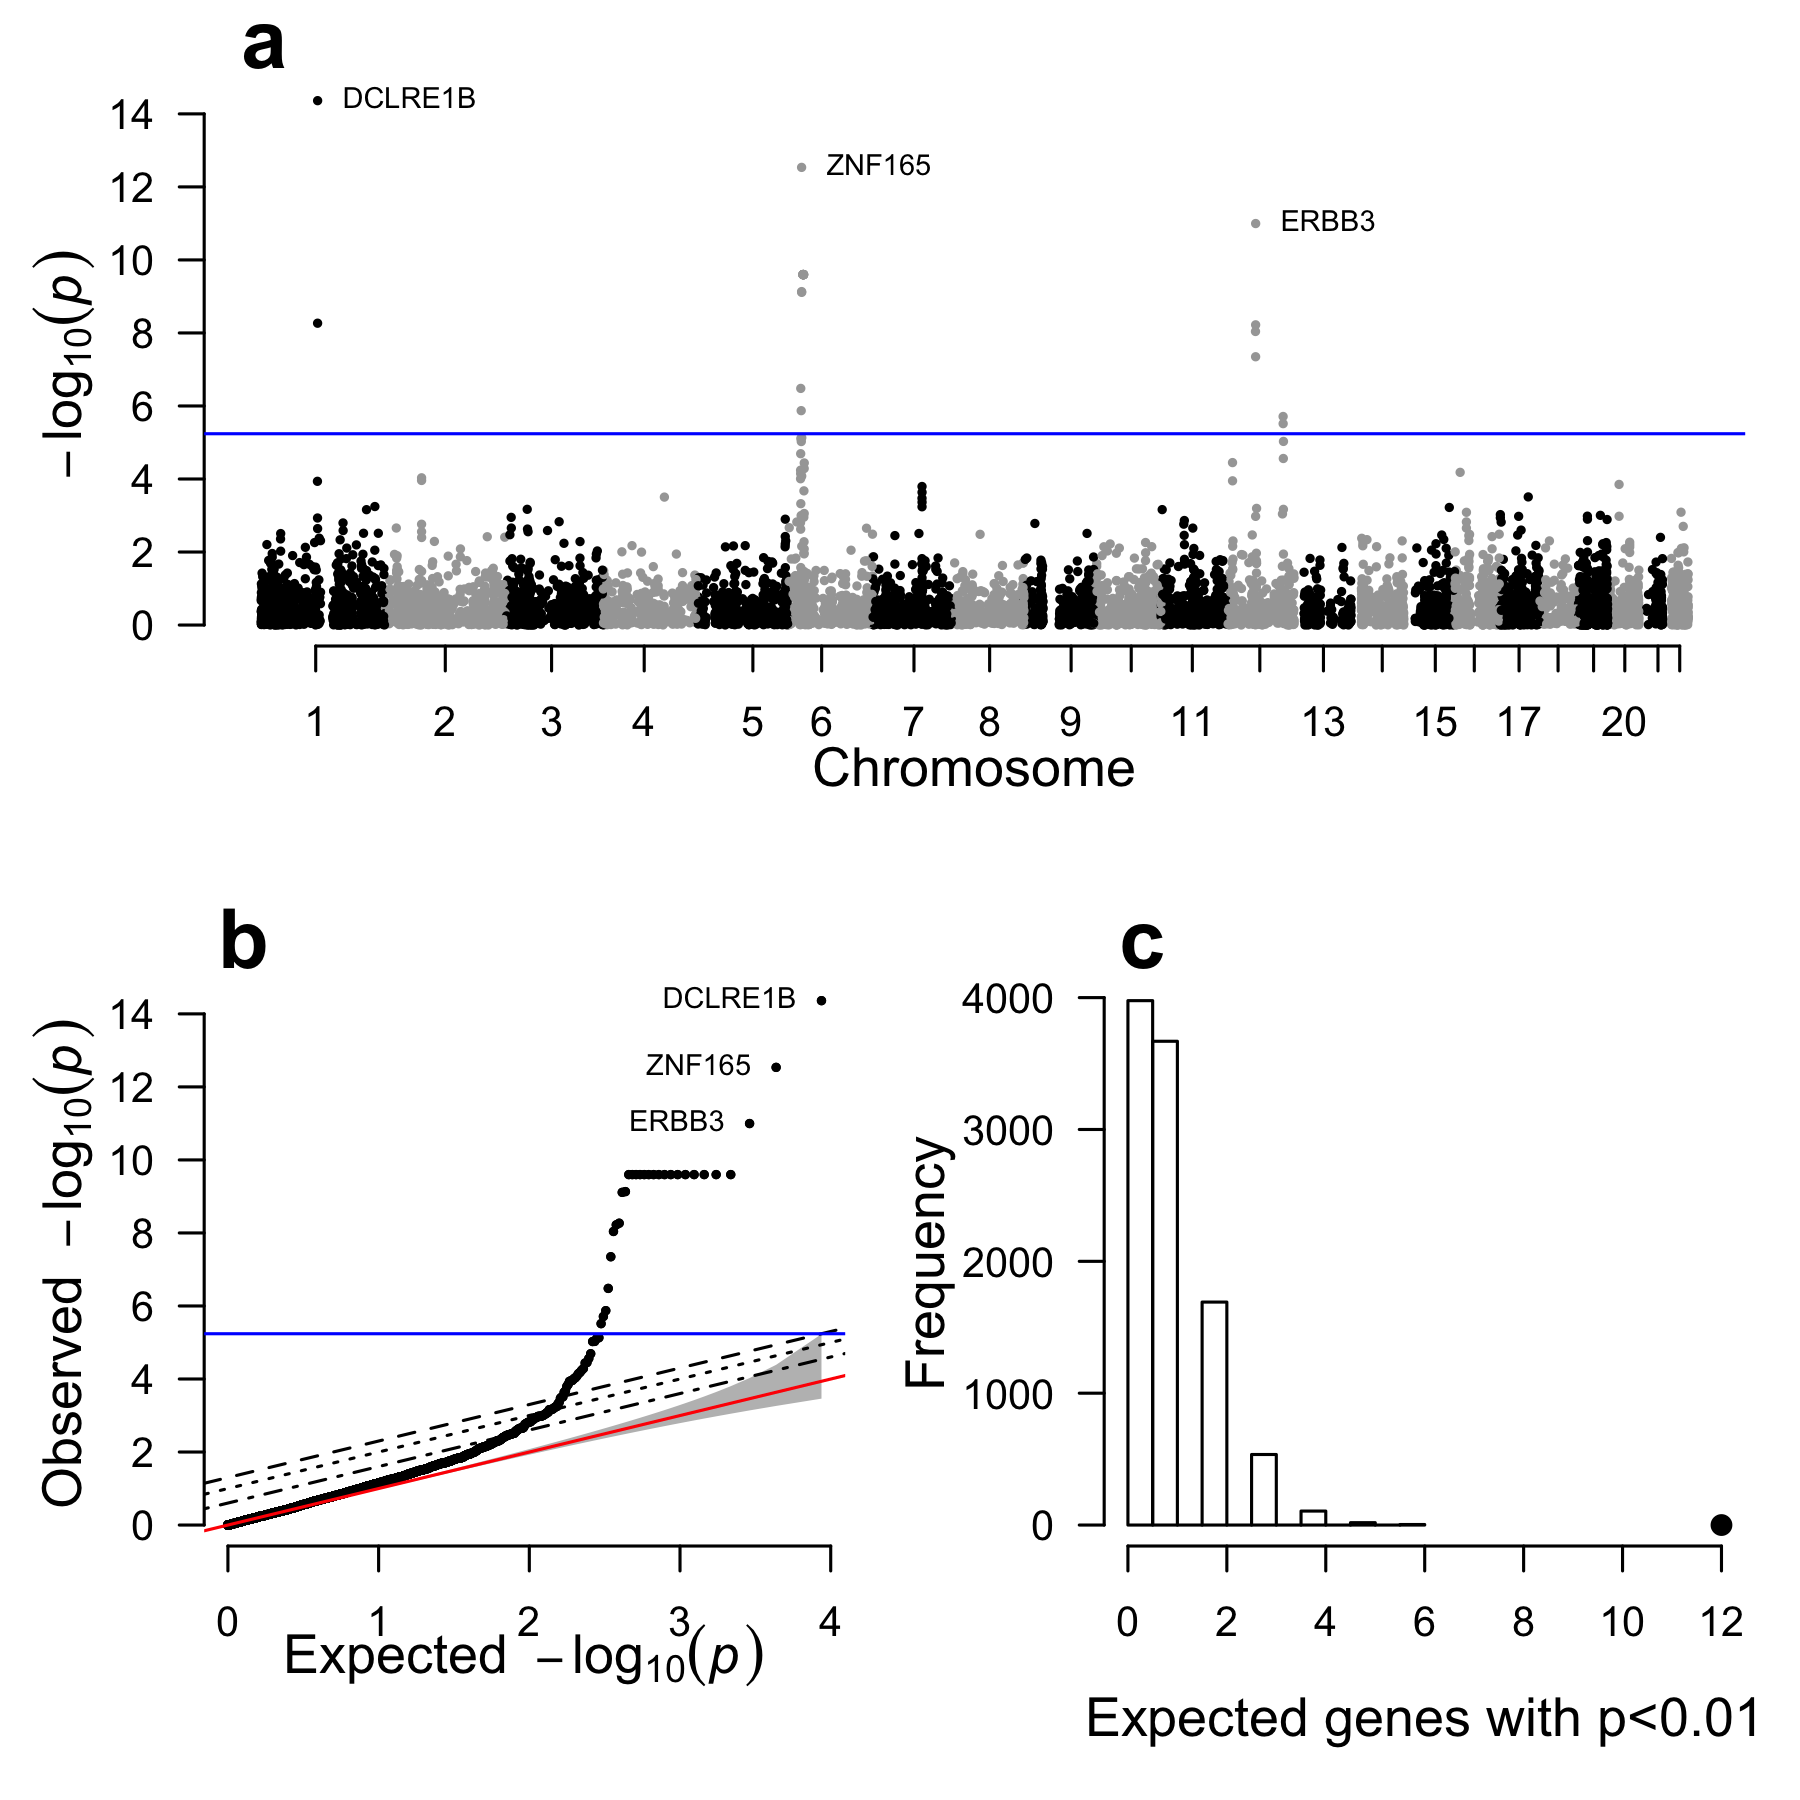 a
DCLRE1B
ZNF165
ERBB3
14
12
10
8
6
4
2
0
−log10(p)
1 2 3 4 5 6 7 8 9 11 13 15 17 20
Chromosome
b
DCLRE1B
ZNF165
ERBB3
14
12
10
8
6
4
2
0
Observed −log10(p)
0 1 2 3 4
Expected −log10(p)
c
4000
3000
2000
1000
0
Frequency
0 2 4 6 8 10 12
Expected genes with p<0.01